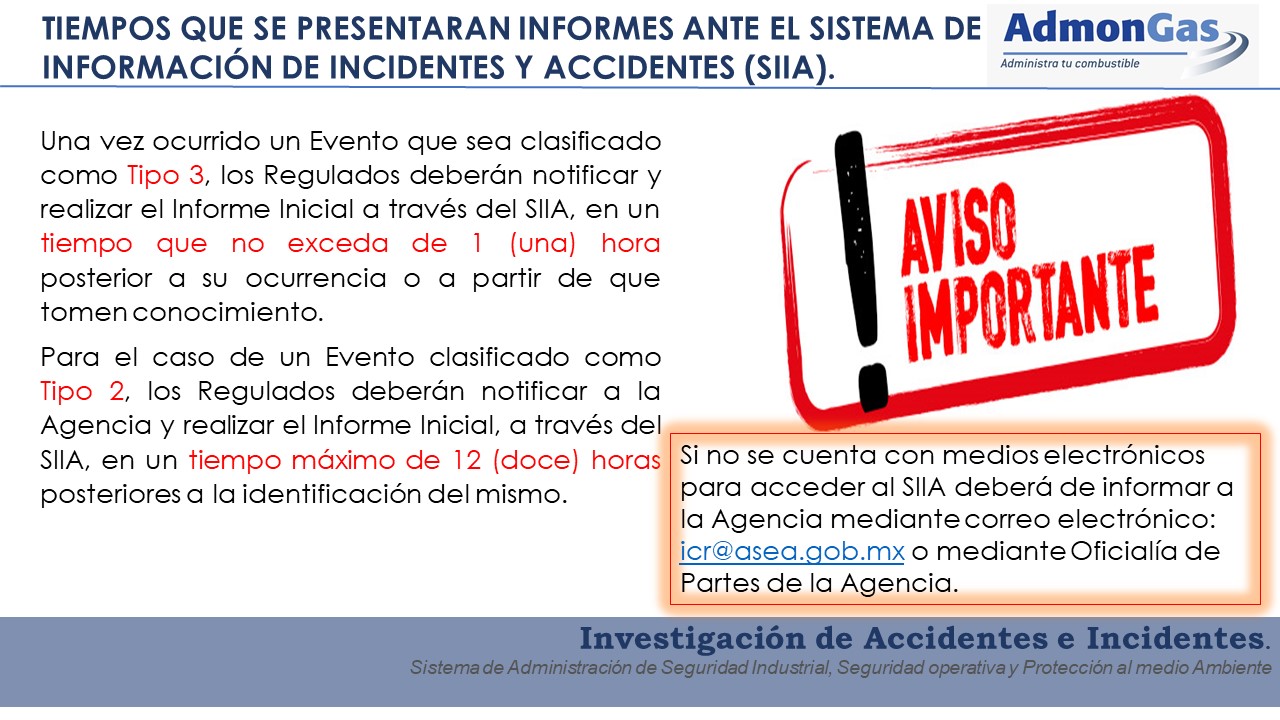 TIEMPOS QUE SE PRESENTARAN INFORMES ANTE EL SISTEMA DE
INFORMACIÓN DE INCIDENTES Y ACCIDENTES (SIIA).
AdmonGas
Administra tu combustible
Una vez ocurrido un Evento que sea clasificado
como Tipo 3, los Regulados deberán notificar y
realizar el Informe Inicial a través del SIIA, en un
tiempo que no exceda de 1 (una) hora
posterior a su ocurrencia o a partir de que
tomen conocimiento.
Para el caso de un Evento clasificado como
Tipo 2, los Regulados deberán notificar a la
Agencia y realizar el Informe Inicial, a través del
SIIA, en un tiempo máximo de 12 (doce) horas
posteriores a la identificación del mismo.
! AVISO
IMPORTANTE
Si no se cuenta con medios electrónicos
para acceder al SIIA deberá de informar a
la Agencia mediante correo electrónico:
icr@asea.gob.mx o mediante Oficialía de
Partes de la Agencia.
Investigación de Accidentes e Incidentes.
Sistema de Administración de Seguridad Industrial, Seguridad operativa y Protección al medio Ambiente